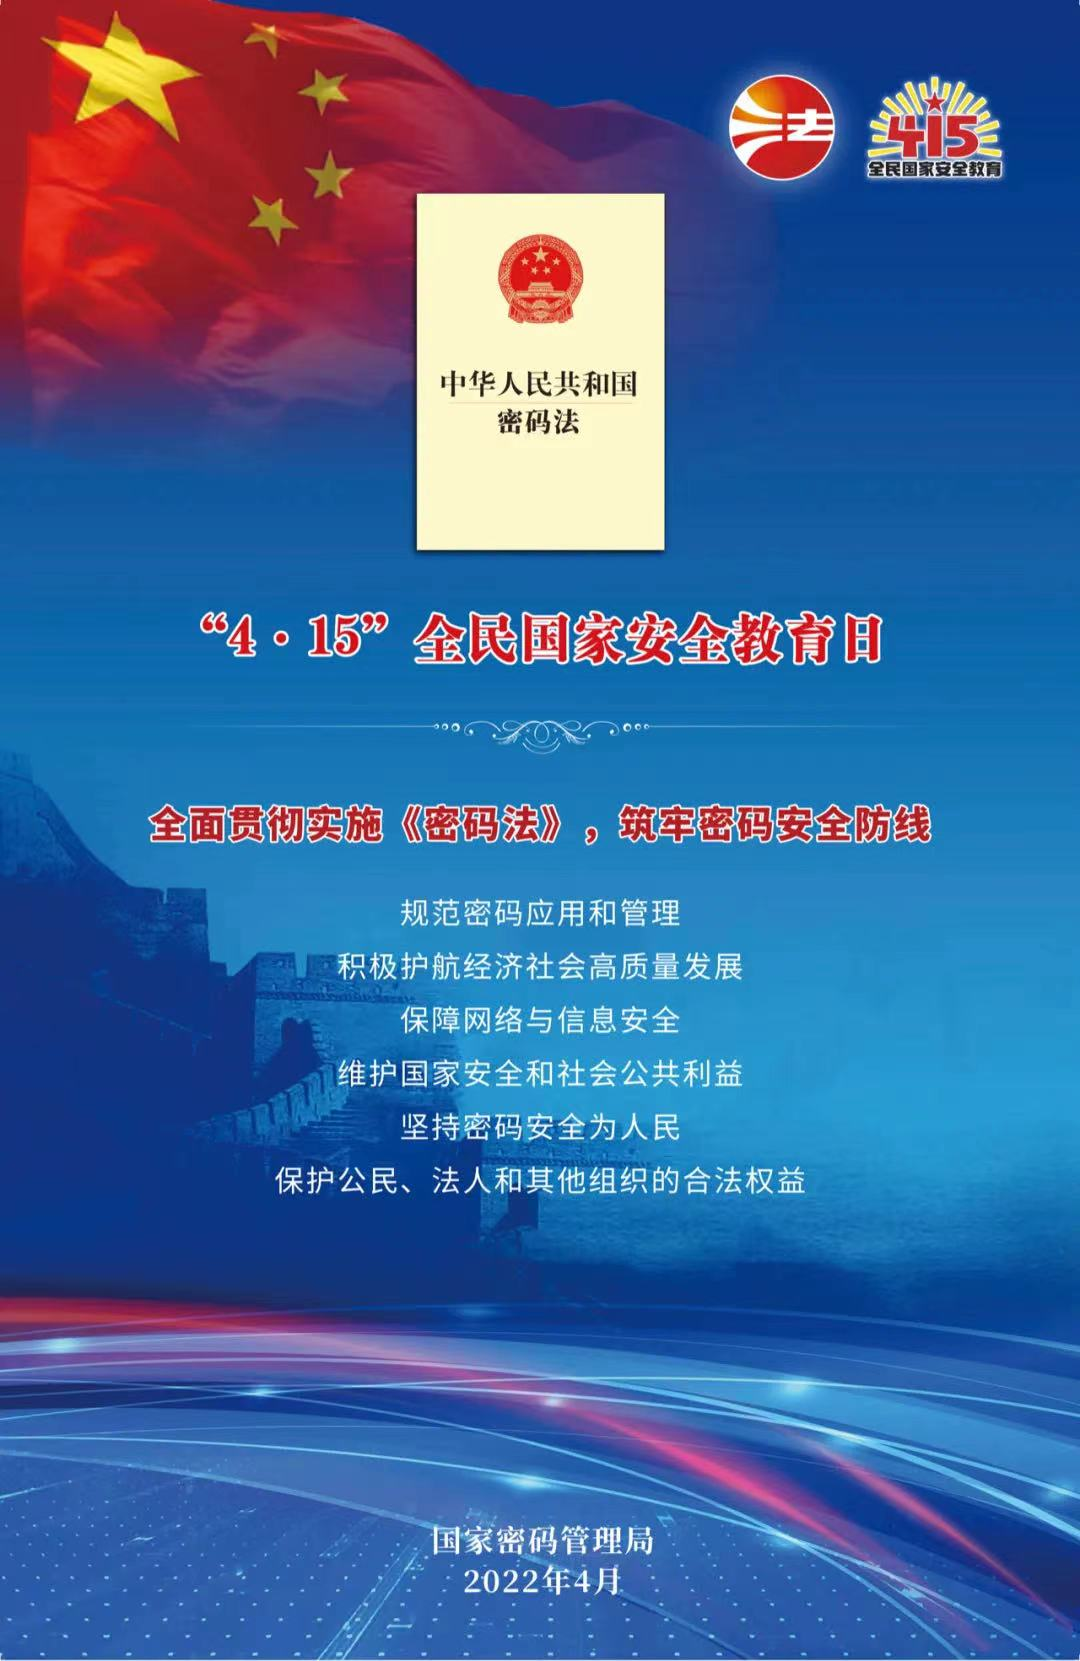 法
415
全民国家安全教育
中华人民共和国
密码法
“4·15”全民国家安全教育日
全面贯彻实施《密码法》，筑牢密码安全防线
规范密码应用和管理
积极护航经济社会高质量发展
保障网络与信息安全
维护国家安全和社会公共利益
坚持密码安全为人民
保护公民、法人和其他组织的合法权益
国家密码管理局
2022年4月